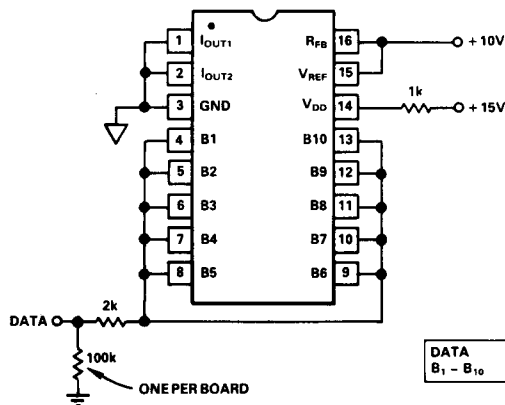 1 IOUT1 RFB 16 +10V
2 IOUT2 VREF 15
3 GND VDD 14 1k +15V
4 B1 B10 13
5 B2 B9 12
6 B3 B8 11
7 B4 B7 10
8 B5 B6 9
2k
DATA
100k
ONE PER BOARD
DATA
B1 – B10